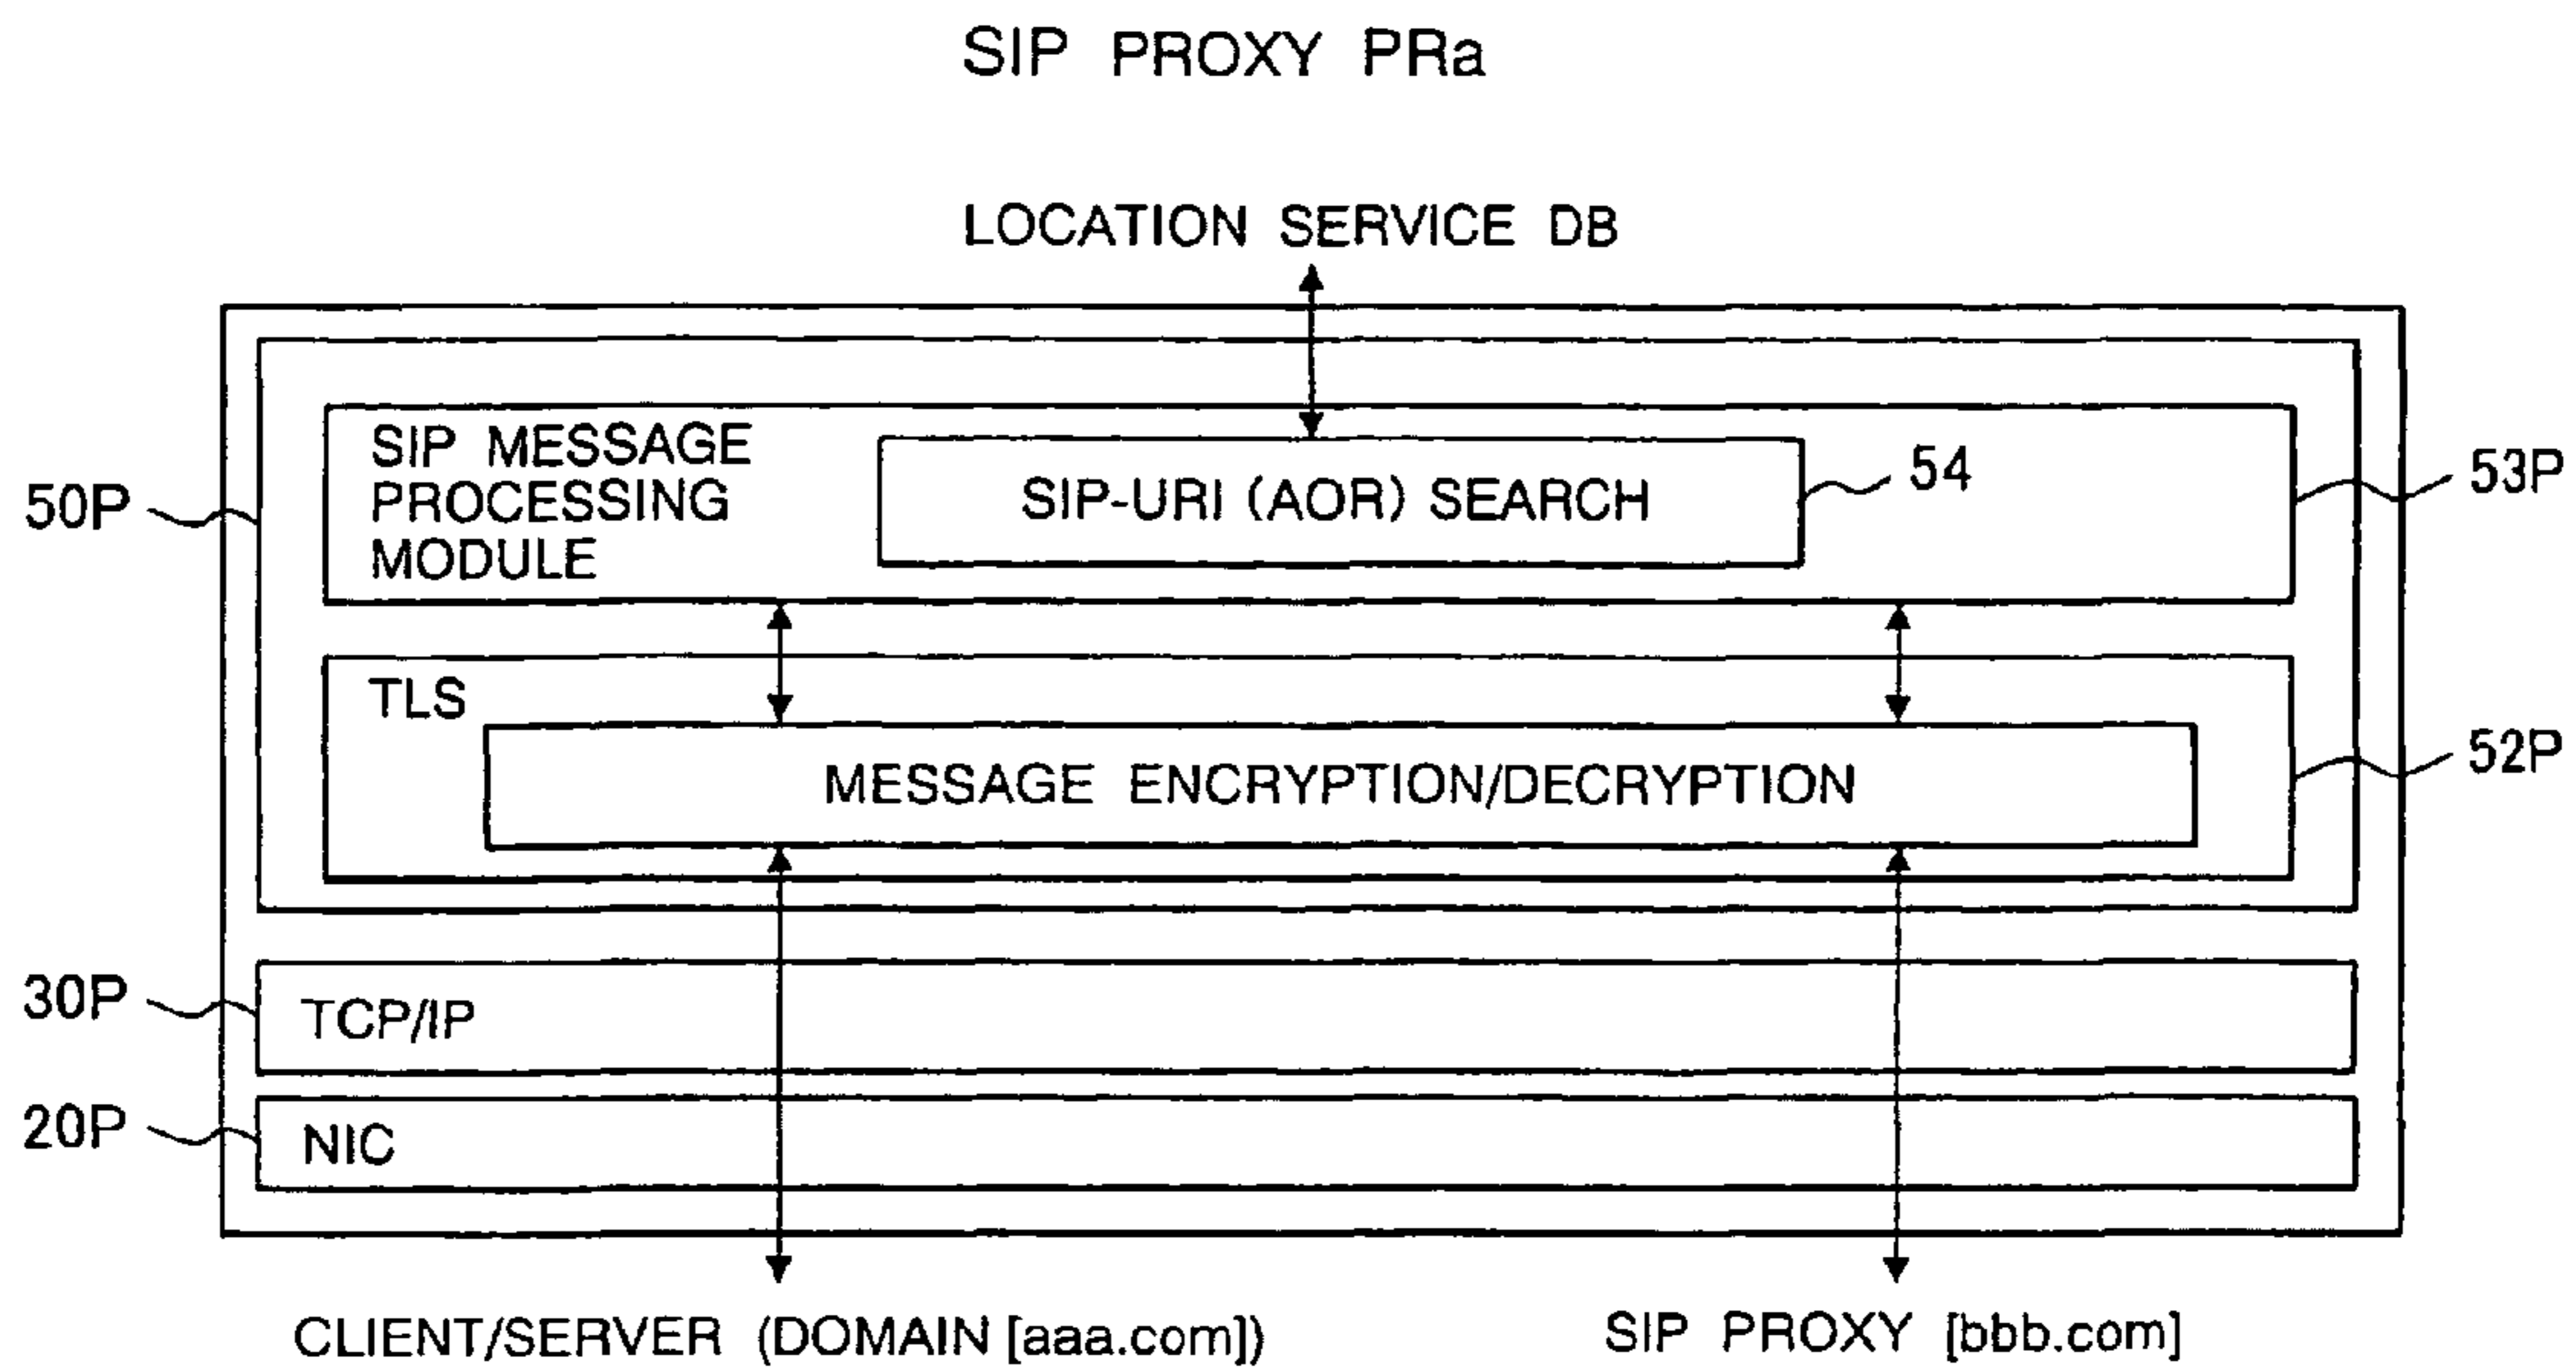 SIP PROXY PRa
LOCATION SERVICE DB
SIP MESSAGE
PROCESSING
MODULE
SIP-URI (AOR) SEARCH
54
53P
50P
TLS
MESSAGE ENCRYPTION/DECRYPTION
52P
30P
TCP/IP
20P
NIC
CLIENT/SERVER (DOMAIN [aaa.com])
SIP PROXY [bbb.com]